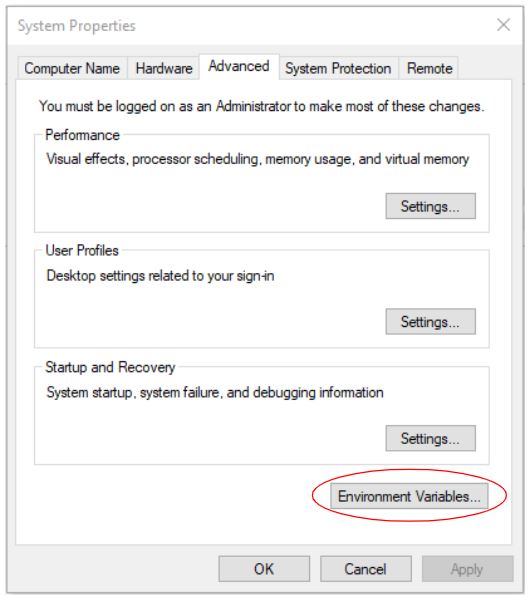 System Properties
Computer Name Hardware Advanced System Protection Remote
You must be logged on as an Administrator to make most of these changes.
Performance
Visual effects, processor scheduling, memory usage, and virtual memory
Settings...
User Profiles
Desktop settings related to your sign-in
Settings...
Startup and Recovery
System startup, system failure, and debugging information
Settings...
Environment Variables...
OK Cancel Apply